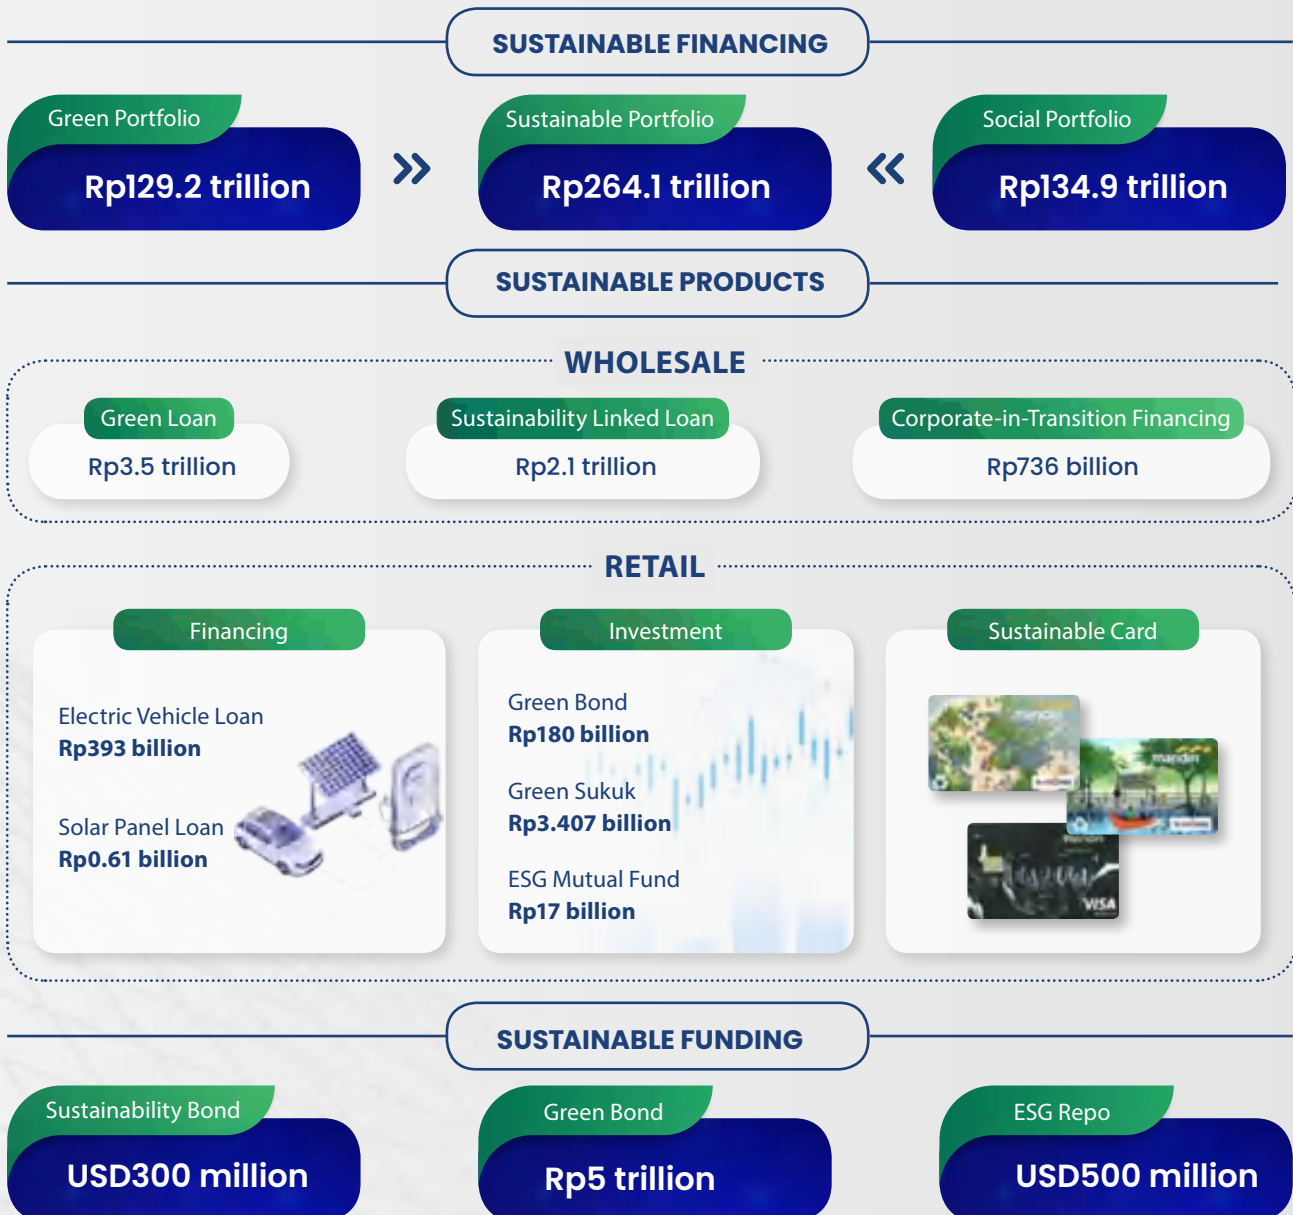 SUSTAINABLE FINANCING
Green Portfolio
Rp129.2 trillion
Sustainable Portfolio
Rp264.1 trillion
Social Portfolio
Rp134.9 trillion
SUSTAINABLE PRODUCTS
WHOLESALE
Green Loan
Rp3.5 trillion
Sustainability Linked Loan
Rp2.1 trillion
Corporate-in-Transition Financing
Rp736 billion
RETAIL
Financing
Electric Vehicle Loan
Rp393 billion
Solar Panel Loan
Rp0.61 billion
Investment
Green Bond
Rp180 billion
Green Sukuk
Rp3.407 billion
ESG Mutual Fund
Rp17 billion
Sustainable Card
mandiri
VISA
SUSTAINABLE FUNDING
Sustainability Bond
USD300 million
Green Bond
Rp5 trillion
ESG Repo
USD500 million